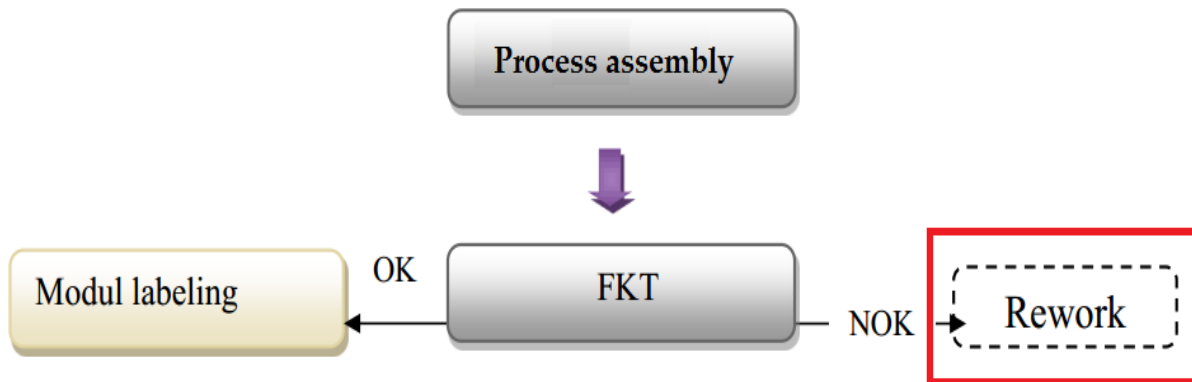 Process assembly
OK
FKT
Modul labeling
NOK
Rework